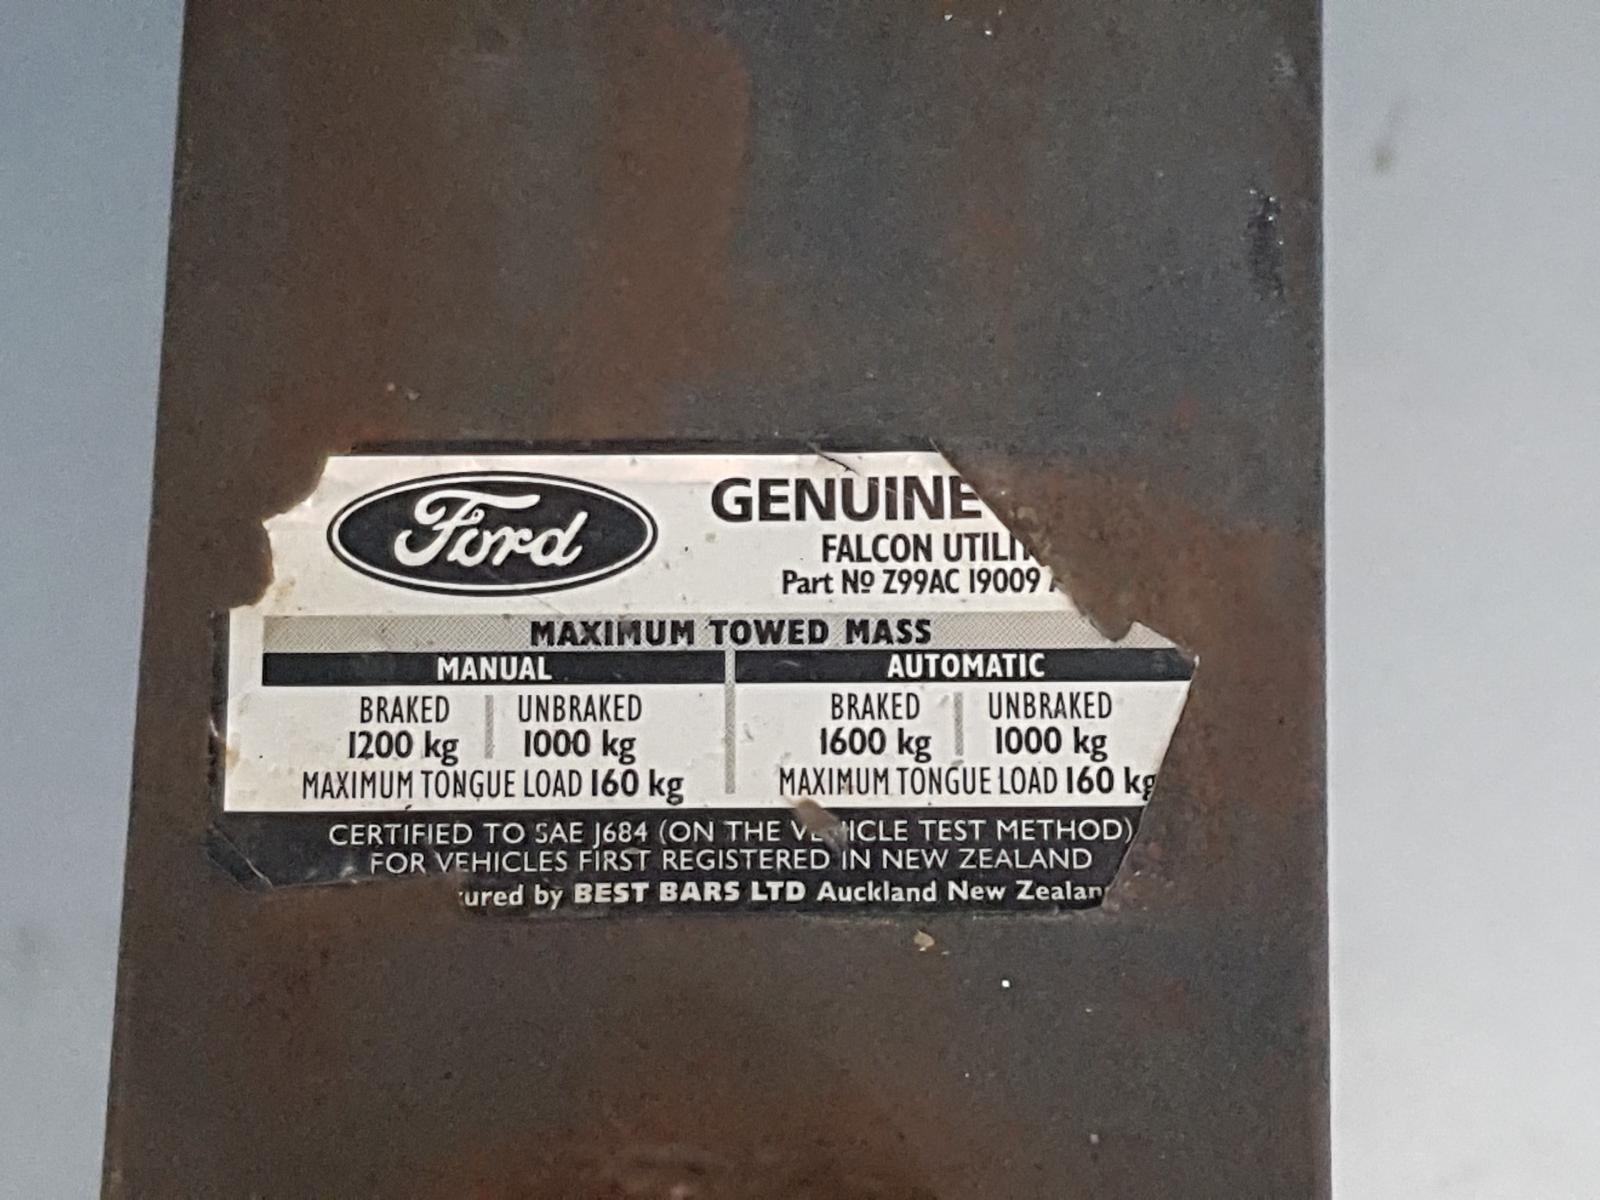 Ford
GENUINE
FALCON UTILI
Part Nº Z99AC 19009
MAXIMUM TOWED MASS
MANUAL AUTOMATIC
BRAKED UNBRAKED BRAKED UNBRAKED
1200 kg 1000 kg 1600 kg 1000 kg
MAXIMUM TONGUE LOAD 160 kg MAXIMUM TONGUE LOAD 160 kg
CERTIFIED TO SAE J684 (ON THE VEHICLE TEST METHOD)
FOR VEHICLES FIRST REGISTERED IN NEW ZEALAND
ured by BEST BARS LTD Auckland New Zealan